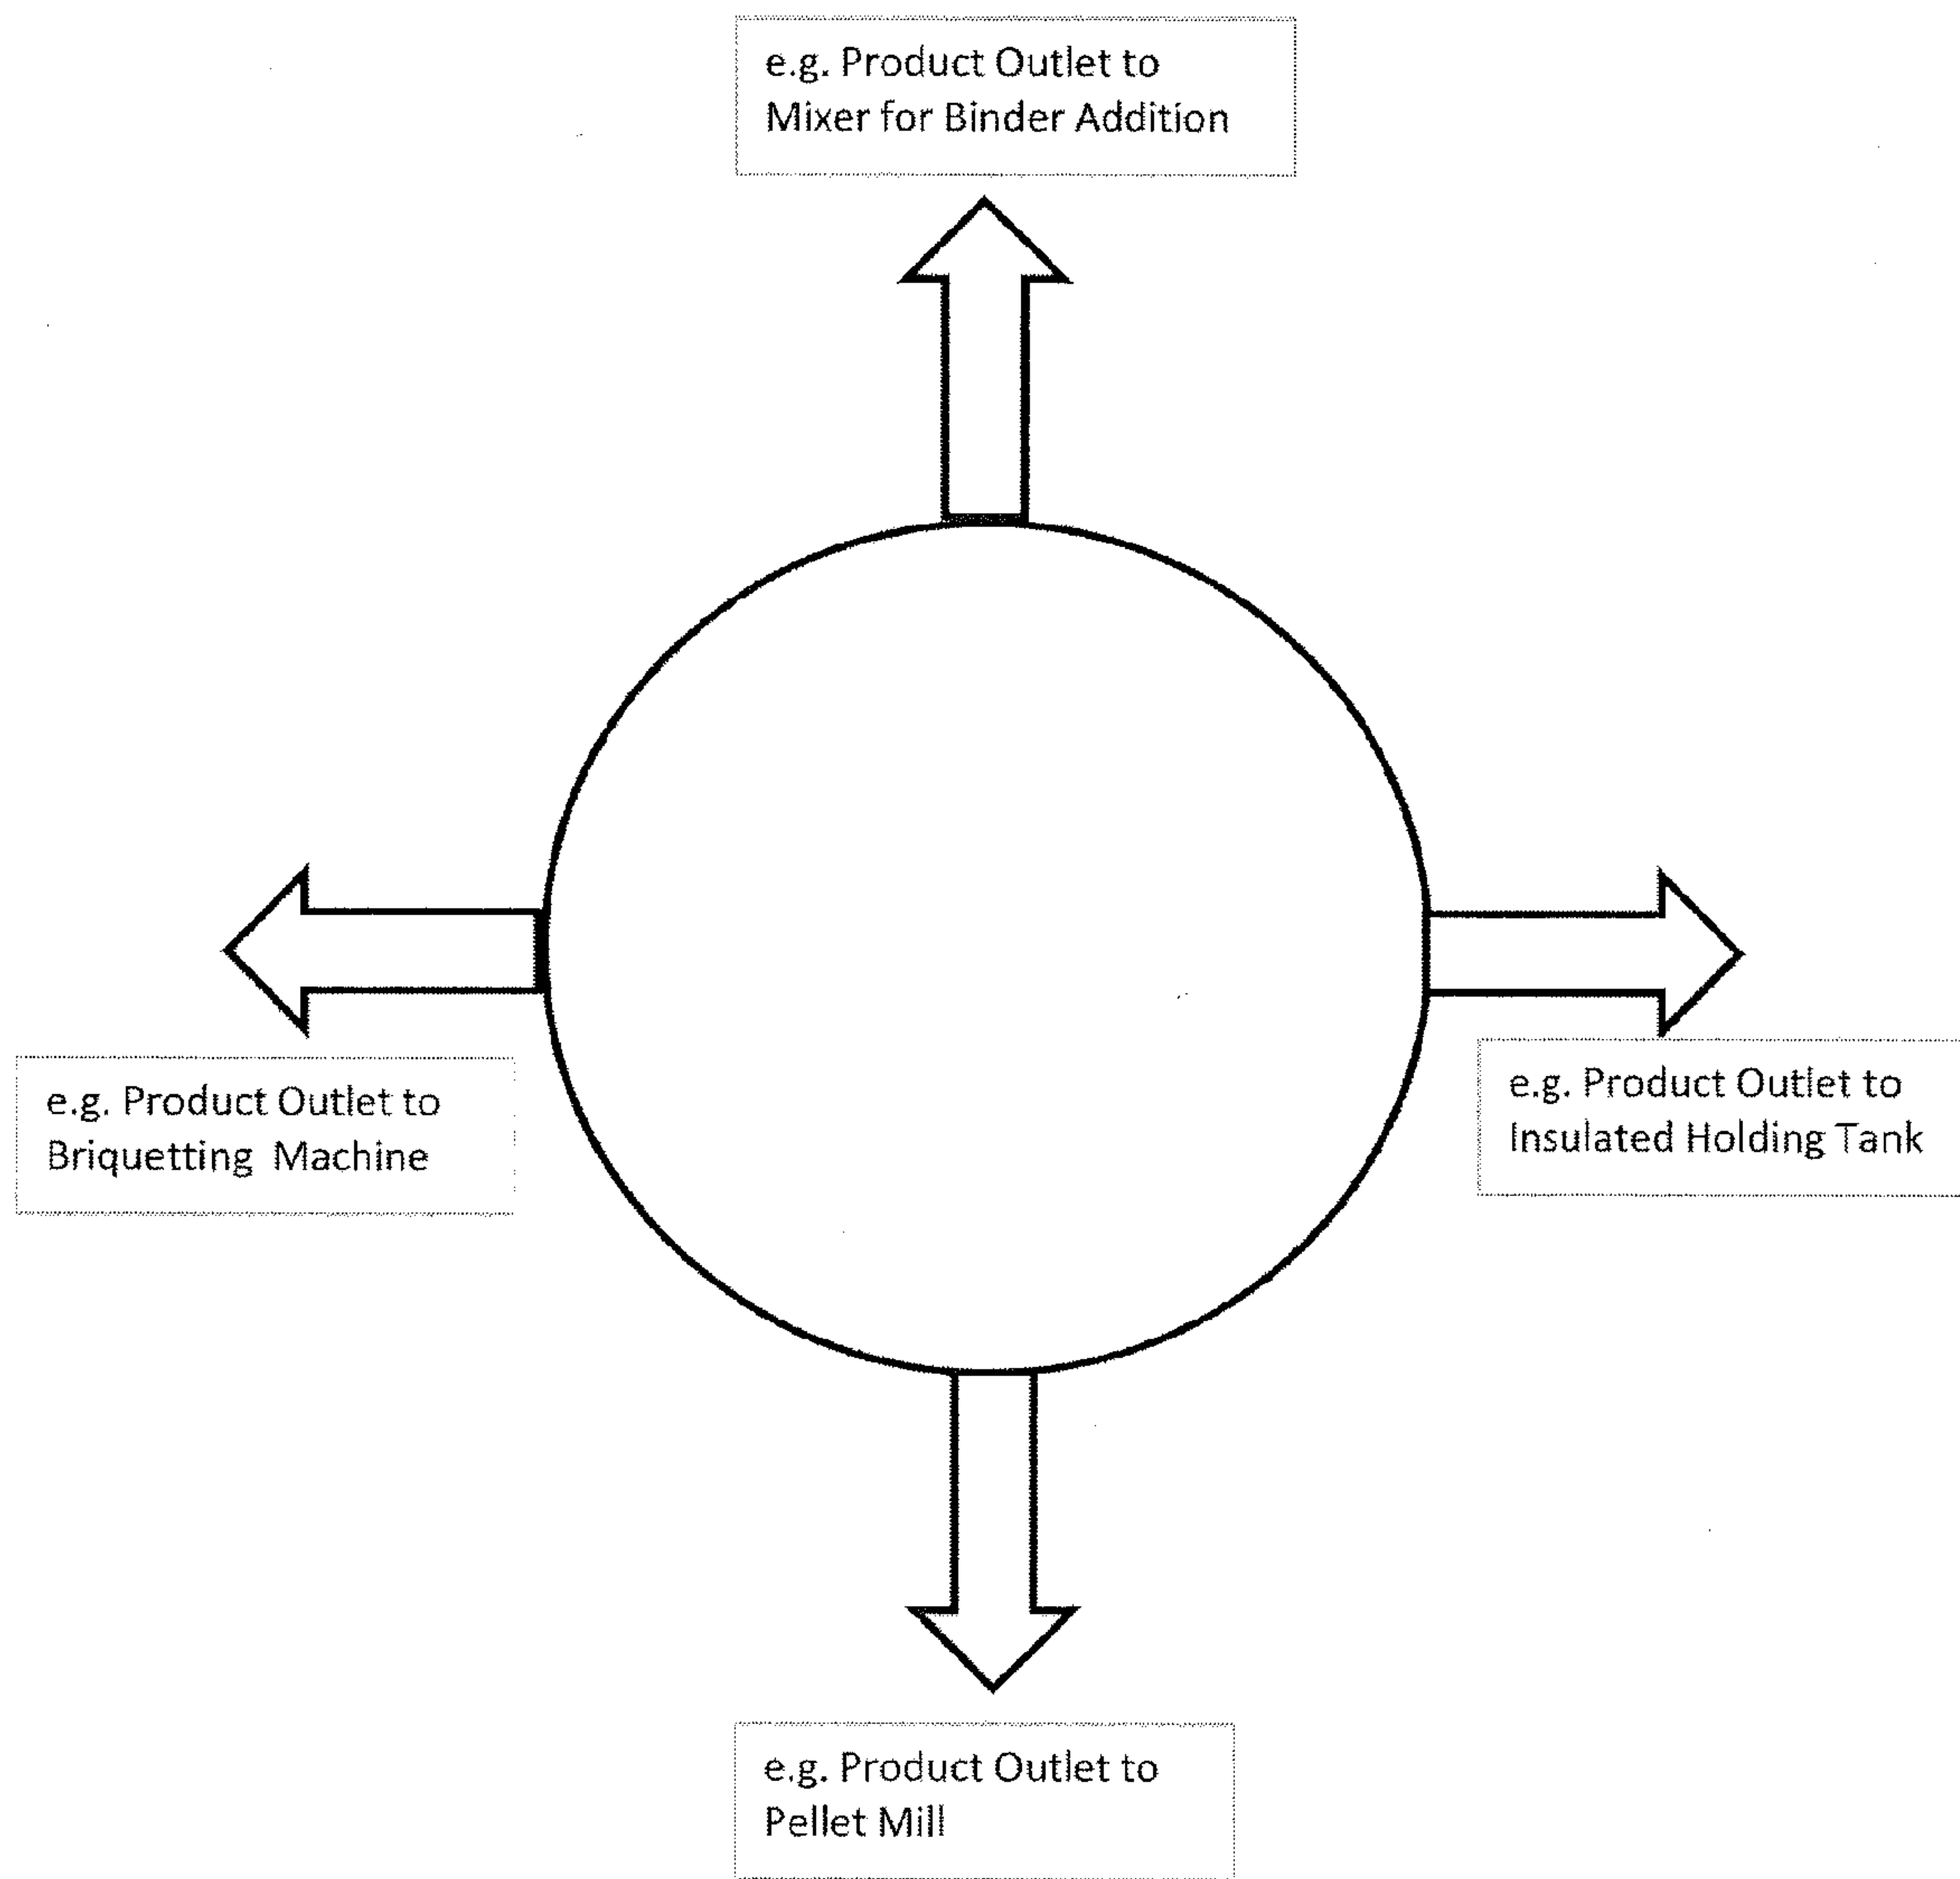 e.g. Product Outlet to
Mixer for Binder Addition
e.g. Product Outlet to
Briquetting Machine
e.g. Product Outlet to
Insulated Holding Tank
e.g. Product Outlet to
Pellet Mill